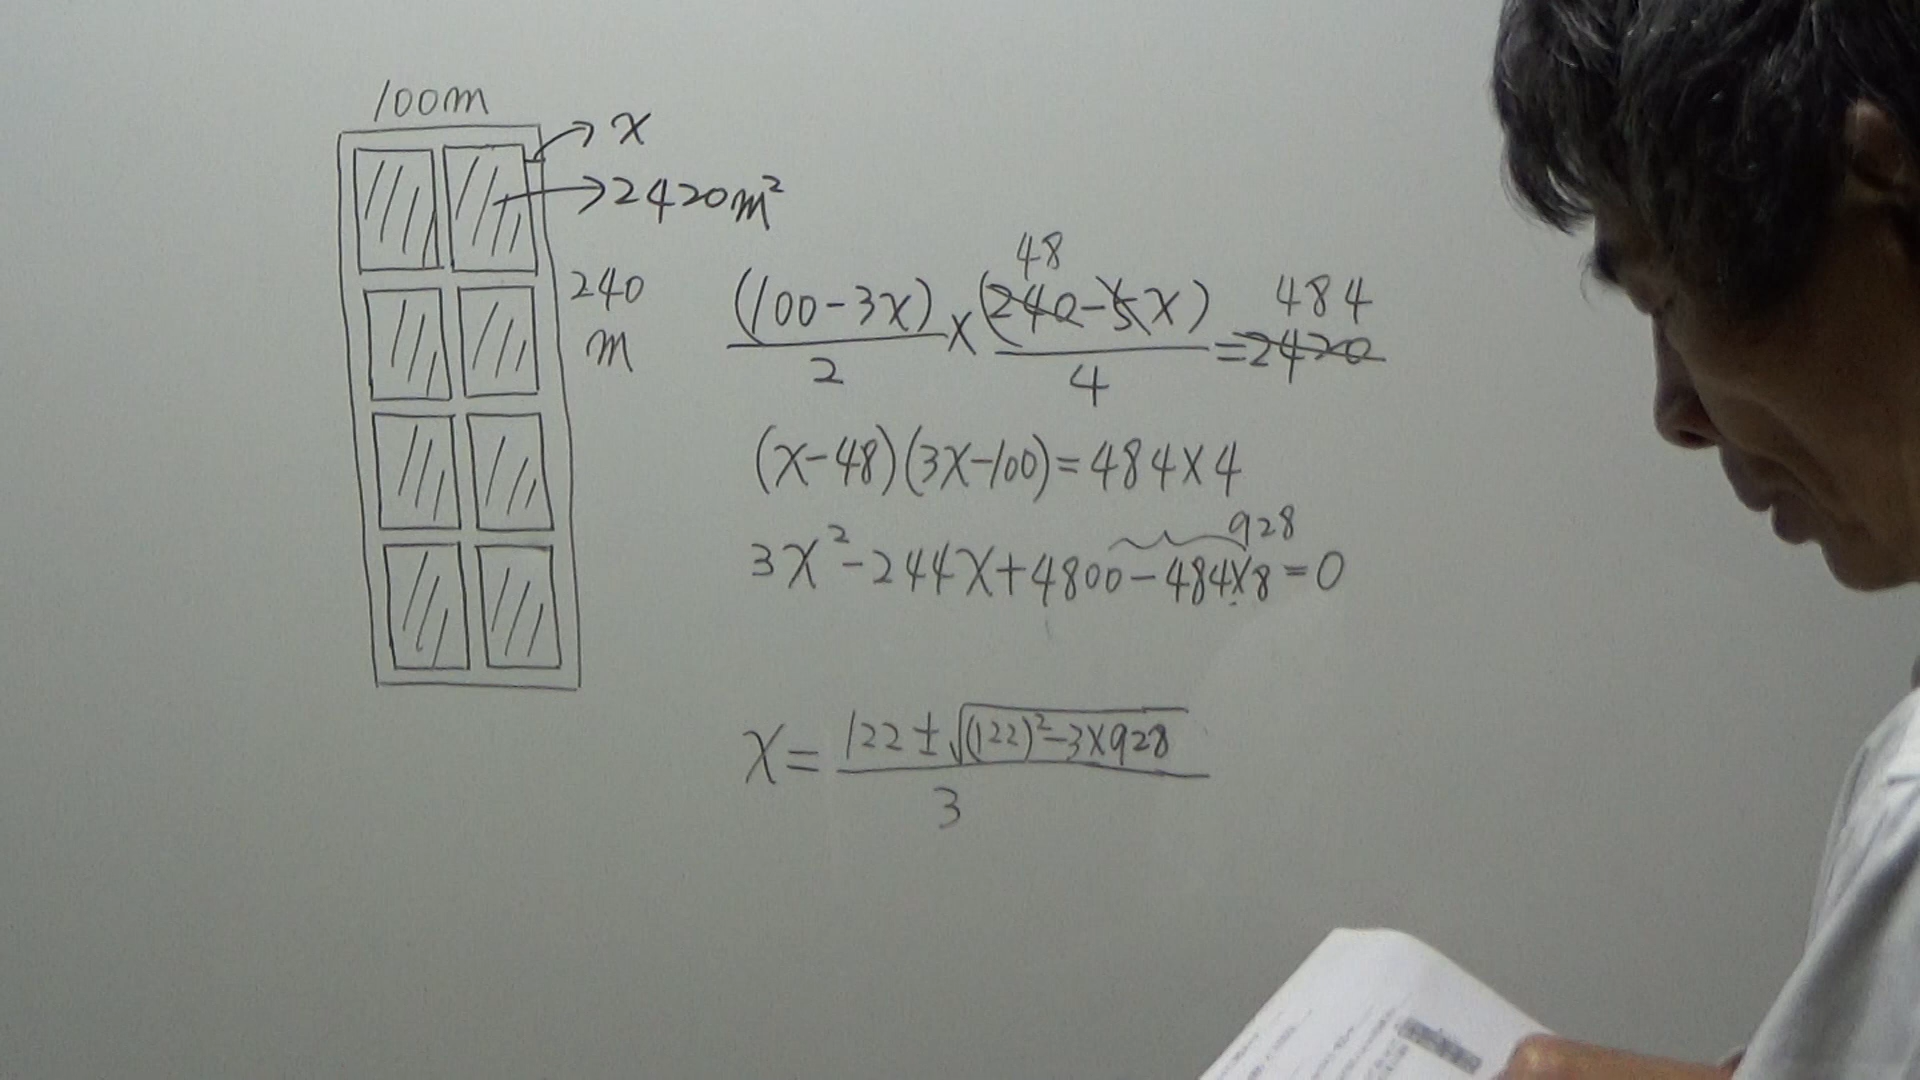 100m
x
2420m²
240
m
48
(100-3x)/2 × (240-5x)/4 = 2420
484
(x-48)(3x-100)=484×4
928
3x²-244x+4800-484×8=0
x= (122±√((122)²-3×928))/3